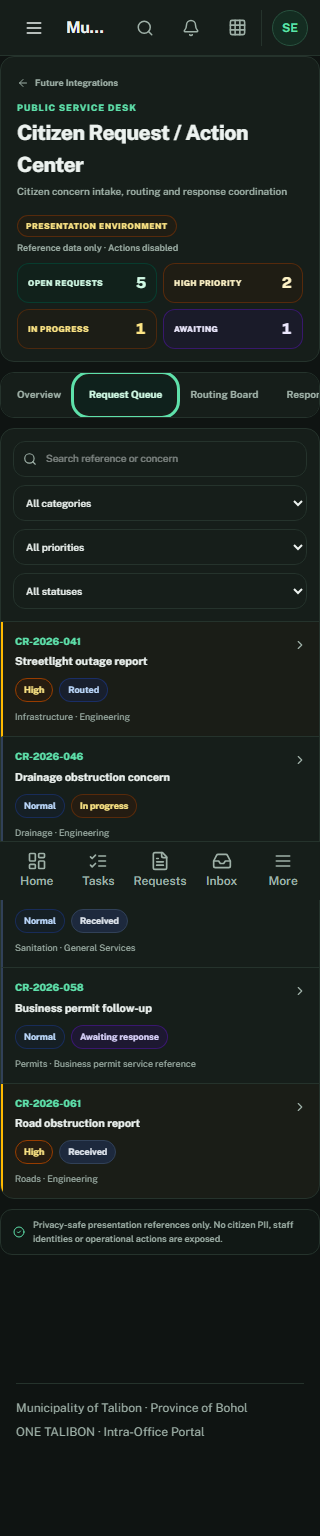 Mu...
SE
Future Integrations
PUBLIC SERVICE DESK
Citizen Request / Action
Center
Citizen concern intake, routing and response coordination
PRESENTATION ENVIRONMENT
Reference data only · Actions disabled
OPEN REQUESTS 5
HIGH PRIORITY 2
IN PROGRESS 1
AWAITING 1
Overview Request Queue Routing Board Respon
Search reference or concern
All categories
All priorities
All statuses
CR-2026-041
Streetlight outage report
High Routed
Infrastructure · Engineering
CR-2026-046
Drainage obstruction concern
Normal In progress
Drainage · Engineering
Home Tasks Requests Inbox More
Normal Received
Sanitation · General Services
CR-2026-058
Business permit follow-up
Normal Awaiting response
Permits · Business permit service reference
CR-2026-061
Road obstruction report
High Received
Roads · Engineering
Privacy-safe presentation references only. No citizen PII, staff
identities or operational actions are exposed.
Municipality of Talibon · Province of Bohol
ONE TALIBON · Intra-Office Portal